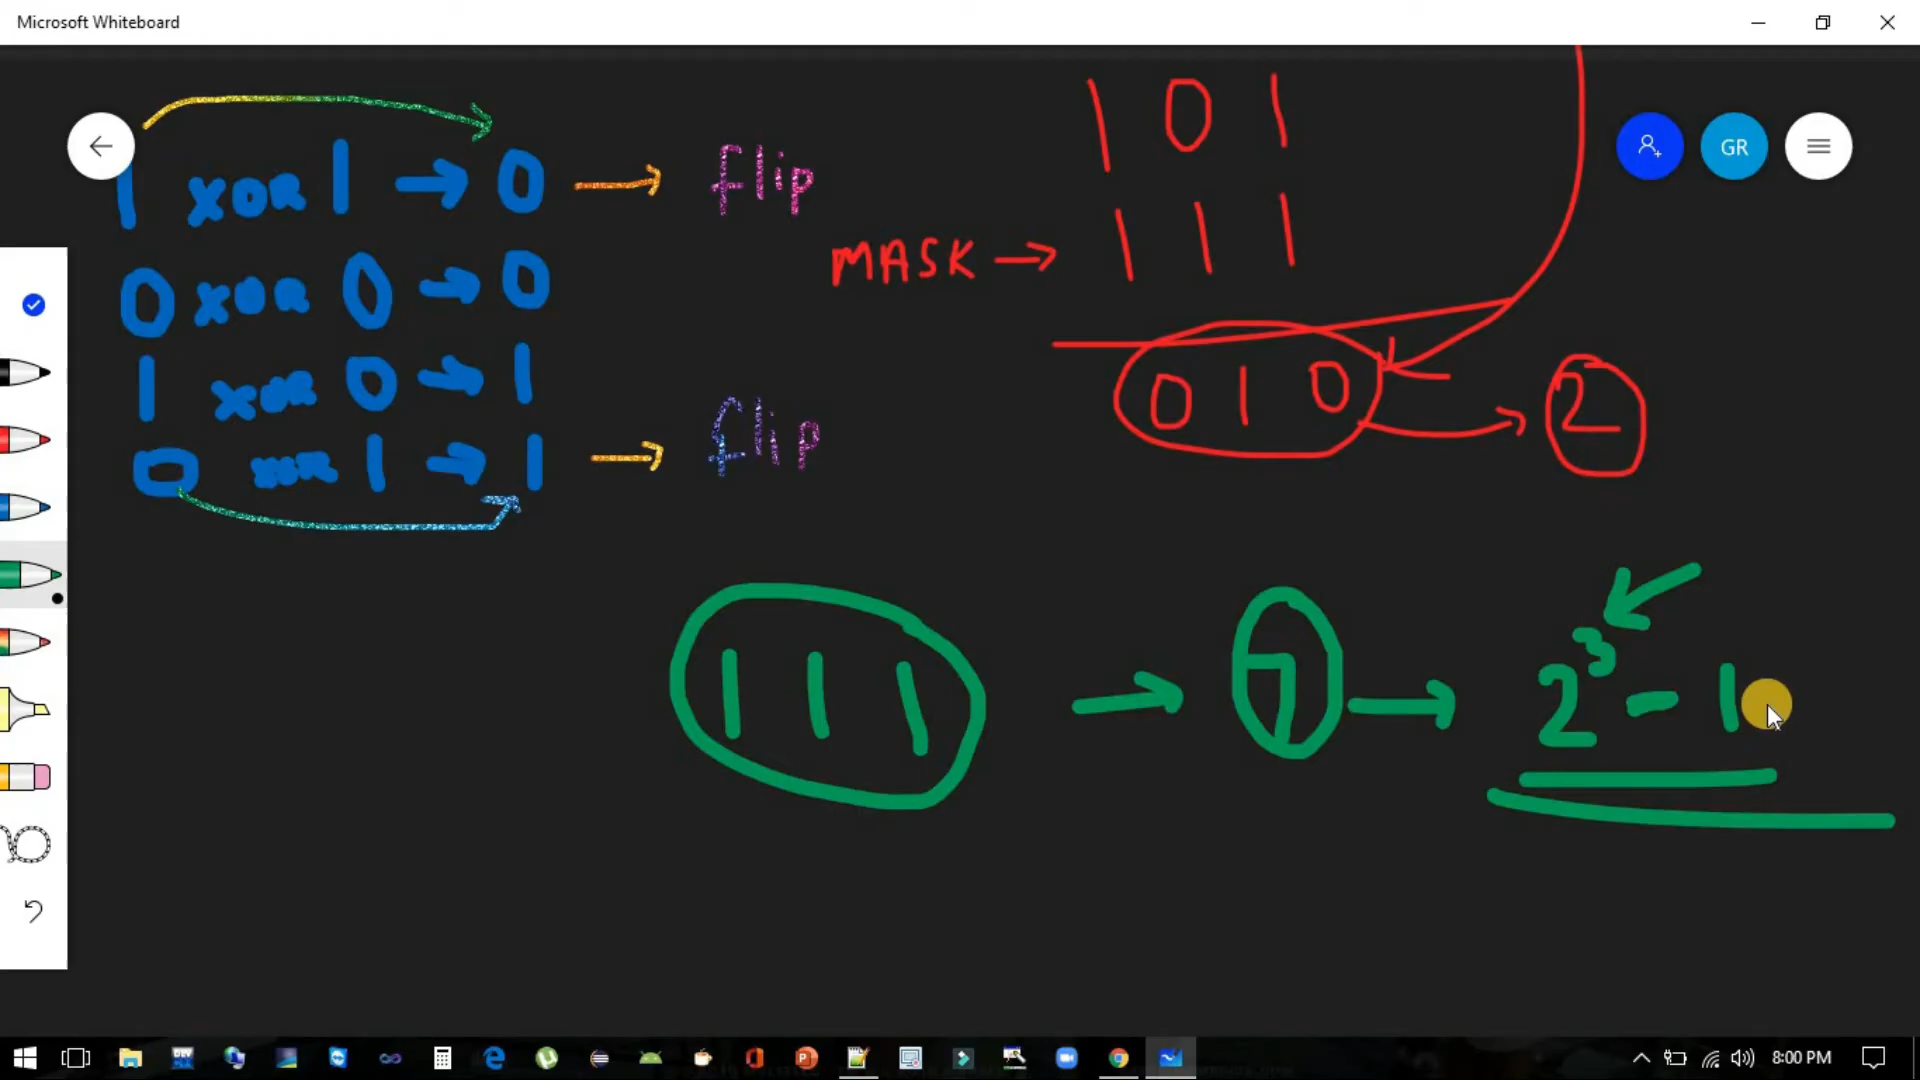 Microsoft Whiteboard
1 xor 1 → 0 → flip
0 xor 0 → 0
1 xor 0 → 1
0 xor 1 → 1 → flip
1 0 1
MASK → 1 1 1
0 1 0 → 2
GR
1 1 1 → 7 → 2³ - 1
DEV
8:00 PM